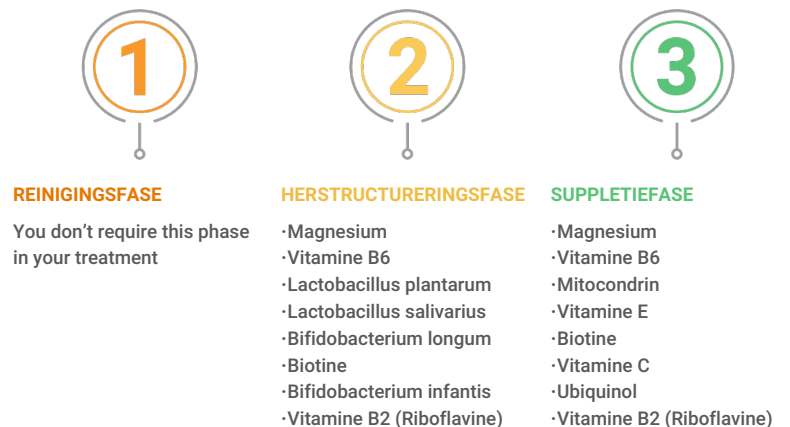 1
REINIGINGSFASE
You don’t require this phase
in your treatment
2
HERSTRUCTURERINGSFASE
·Magnesium
·Vitamine B6
·Lactobacillus plantarum
·Lactobacillus salivarius
·Bifidobacterium longum
·Biotine
·Bifidobacterium infantis
·Vitamine B2 (Riboflavine)
3
SUPPLETIEFASE
·Magnesium
·Vitamine B6
·Mitocondrin
·Vitamine E
·Biotine
·Vitamine C
·Ubiquinol
·Vitamine B2 (Riboflavine)